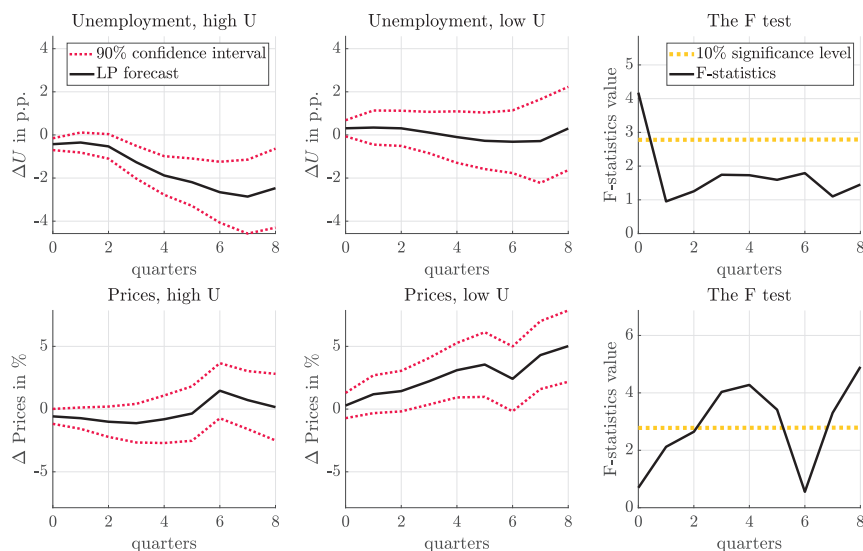 Unemployment, high U
Unemployment, low U
The F test
90% confidence interval
LP forecast
10% significance level
F-statistics
ΔU in p.p.
4
2
0
-2
-4
0
2
4
6
8
quarters
ΔU in p.p.
4
2
0
-2
-4
0
2
4
6
8
quarters
F-statistics value
5
4
3
2
1
0
0
2
4
6
8
quarters
Prices, high U
Prices, low U
The F test
Δ Prices in %
5
0
-5
0
2
4
6
8
quarters
Δ Prices in %
5
0
-5
0
2
4
6
8
quarters
F-statistics value
6
4
2
0
0
2
4
6
8
quarters